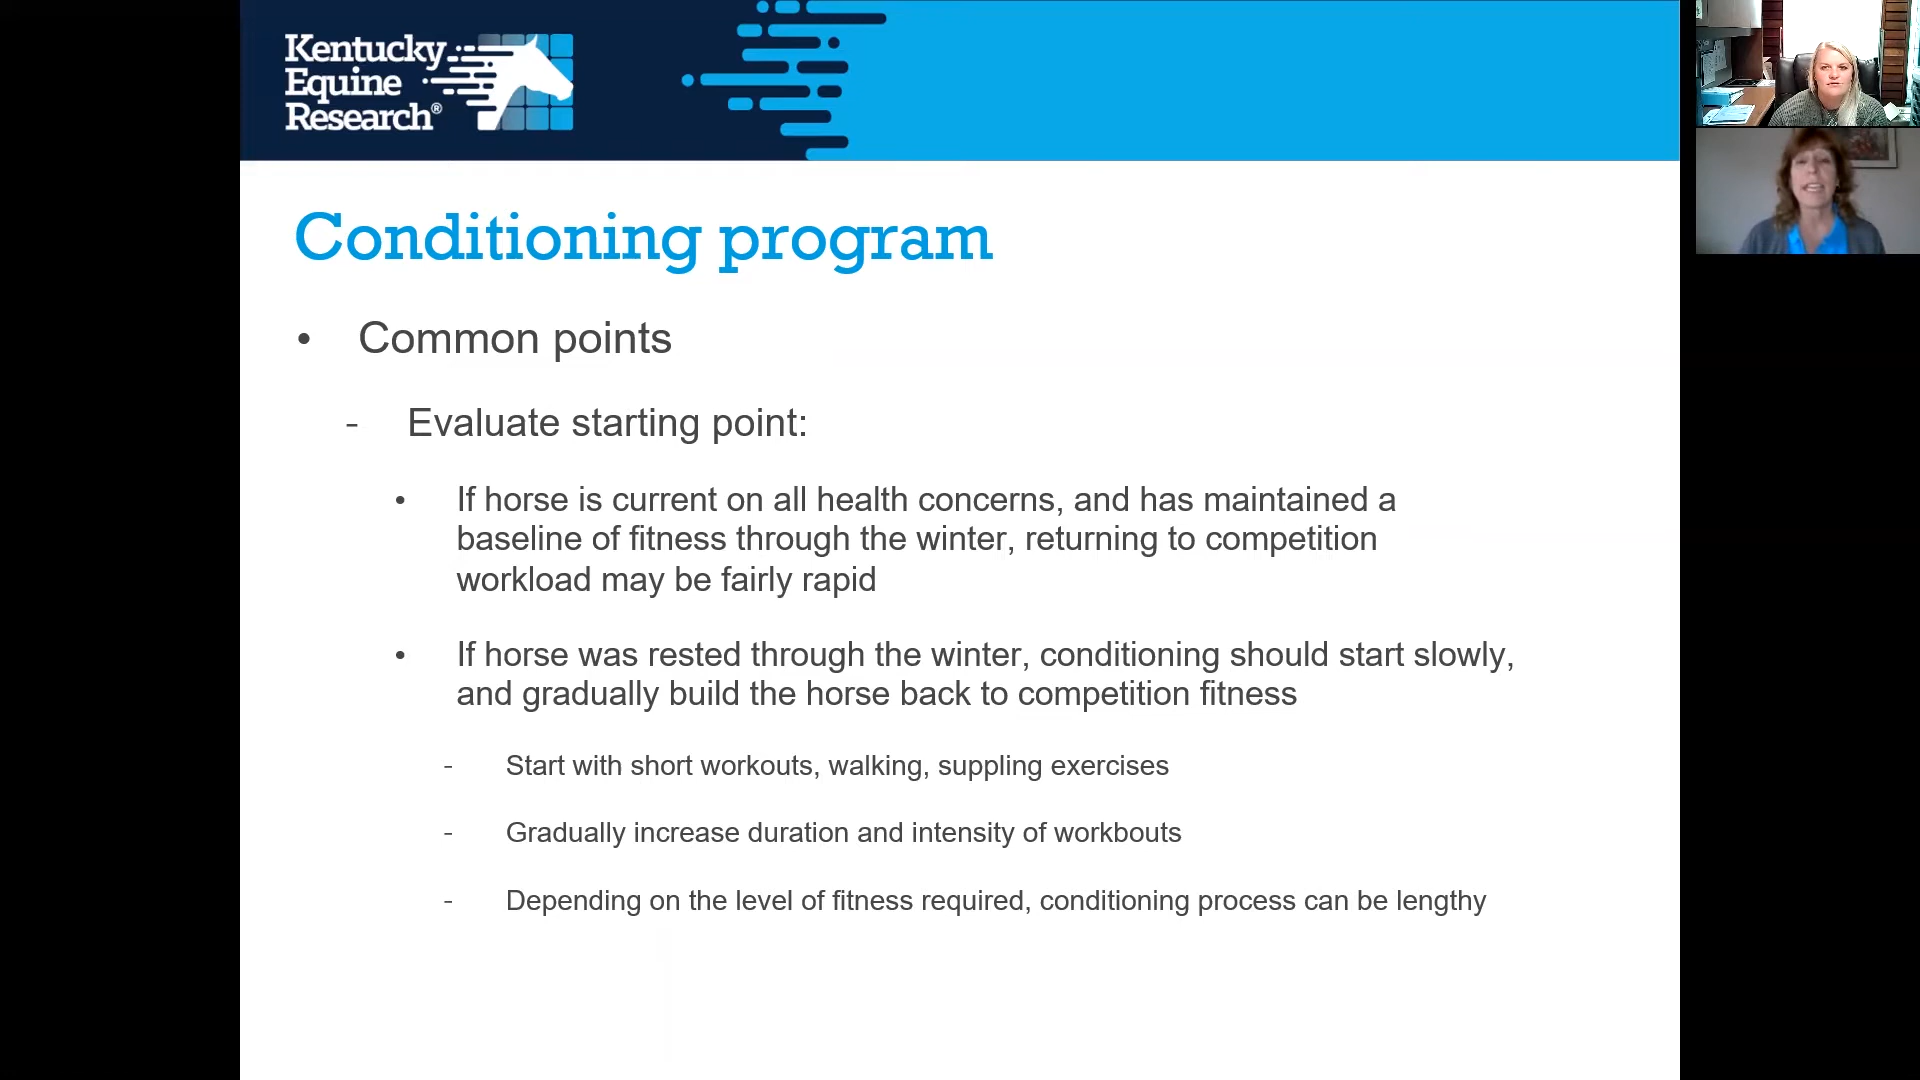 Kentucky
Equine
Research®
Conditioning program
• Common points
- Evaluate starting point:
• If horse is current on all health concerns, and has maintained a
baseline of fitness through the winter, returning to competition
workload may be fairly rapid
• If horse was rested through the winter, conditioning should start slowly,
and gradually build the horse back to competition fitness
- Start with short workouts, walking, suppling exercises
- Gradually increase duration and intensity of workbouts
- Depending on the level of fitness required, conditioning process can be lengthy